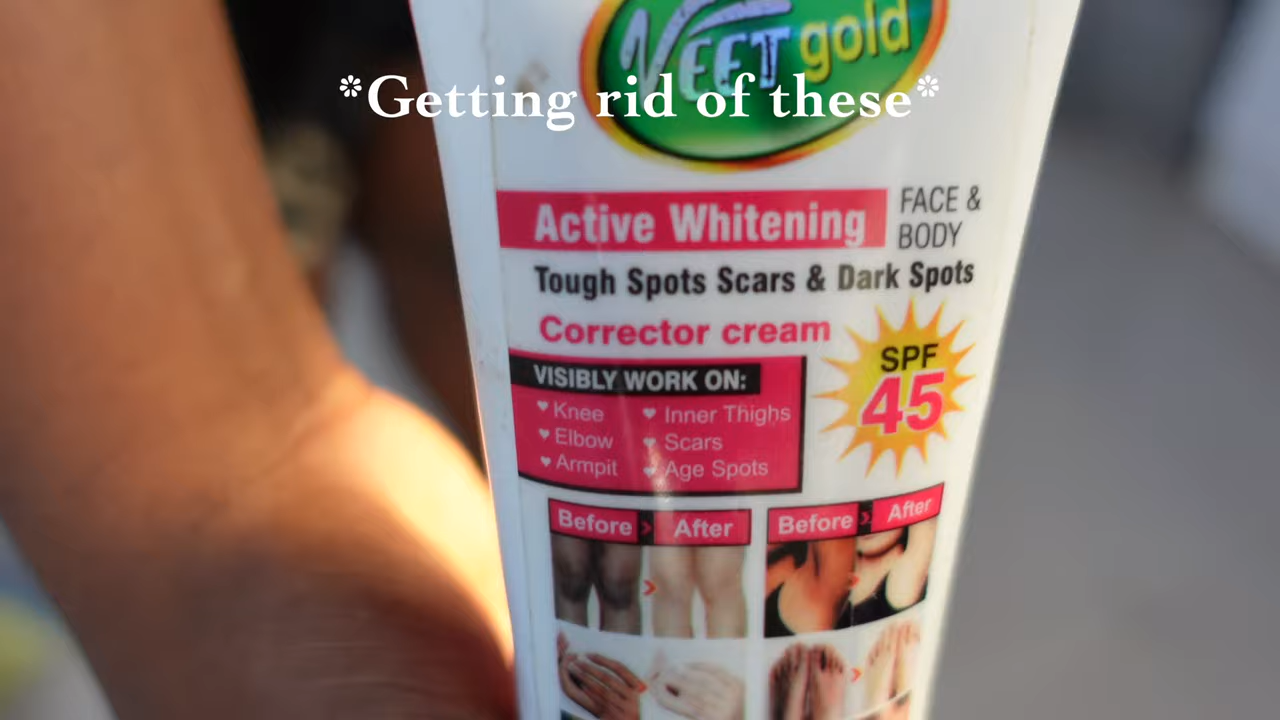 VEET gold
*Getting rid of these*
Active Whitening
FACE &
BODY
Tough Spots Scars & Dark Spots
Corrector cream
SPF
45
VISIBLY WORK ON:
Knee
Elbow
Armpit
Inner Thighs
Scars
Age Spots
Before After
Before After